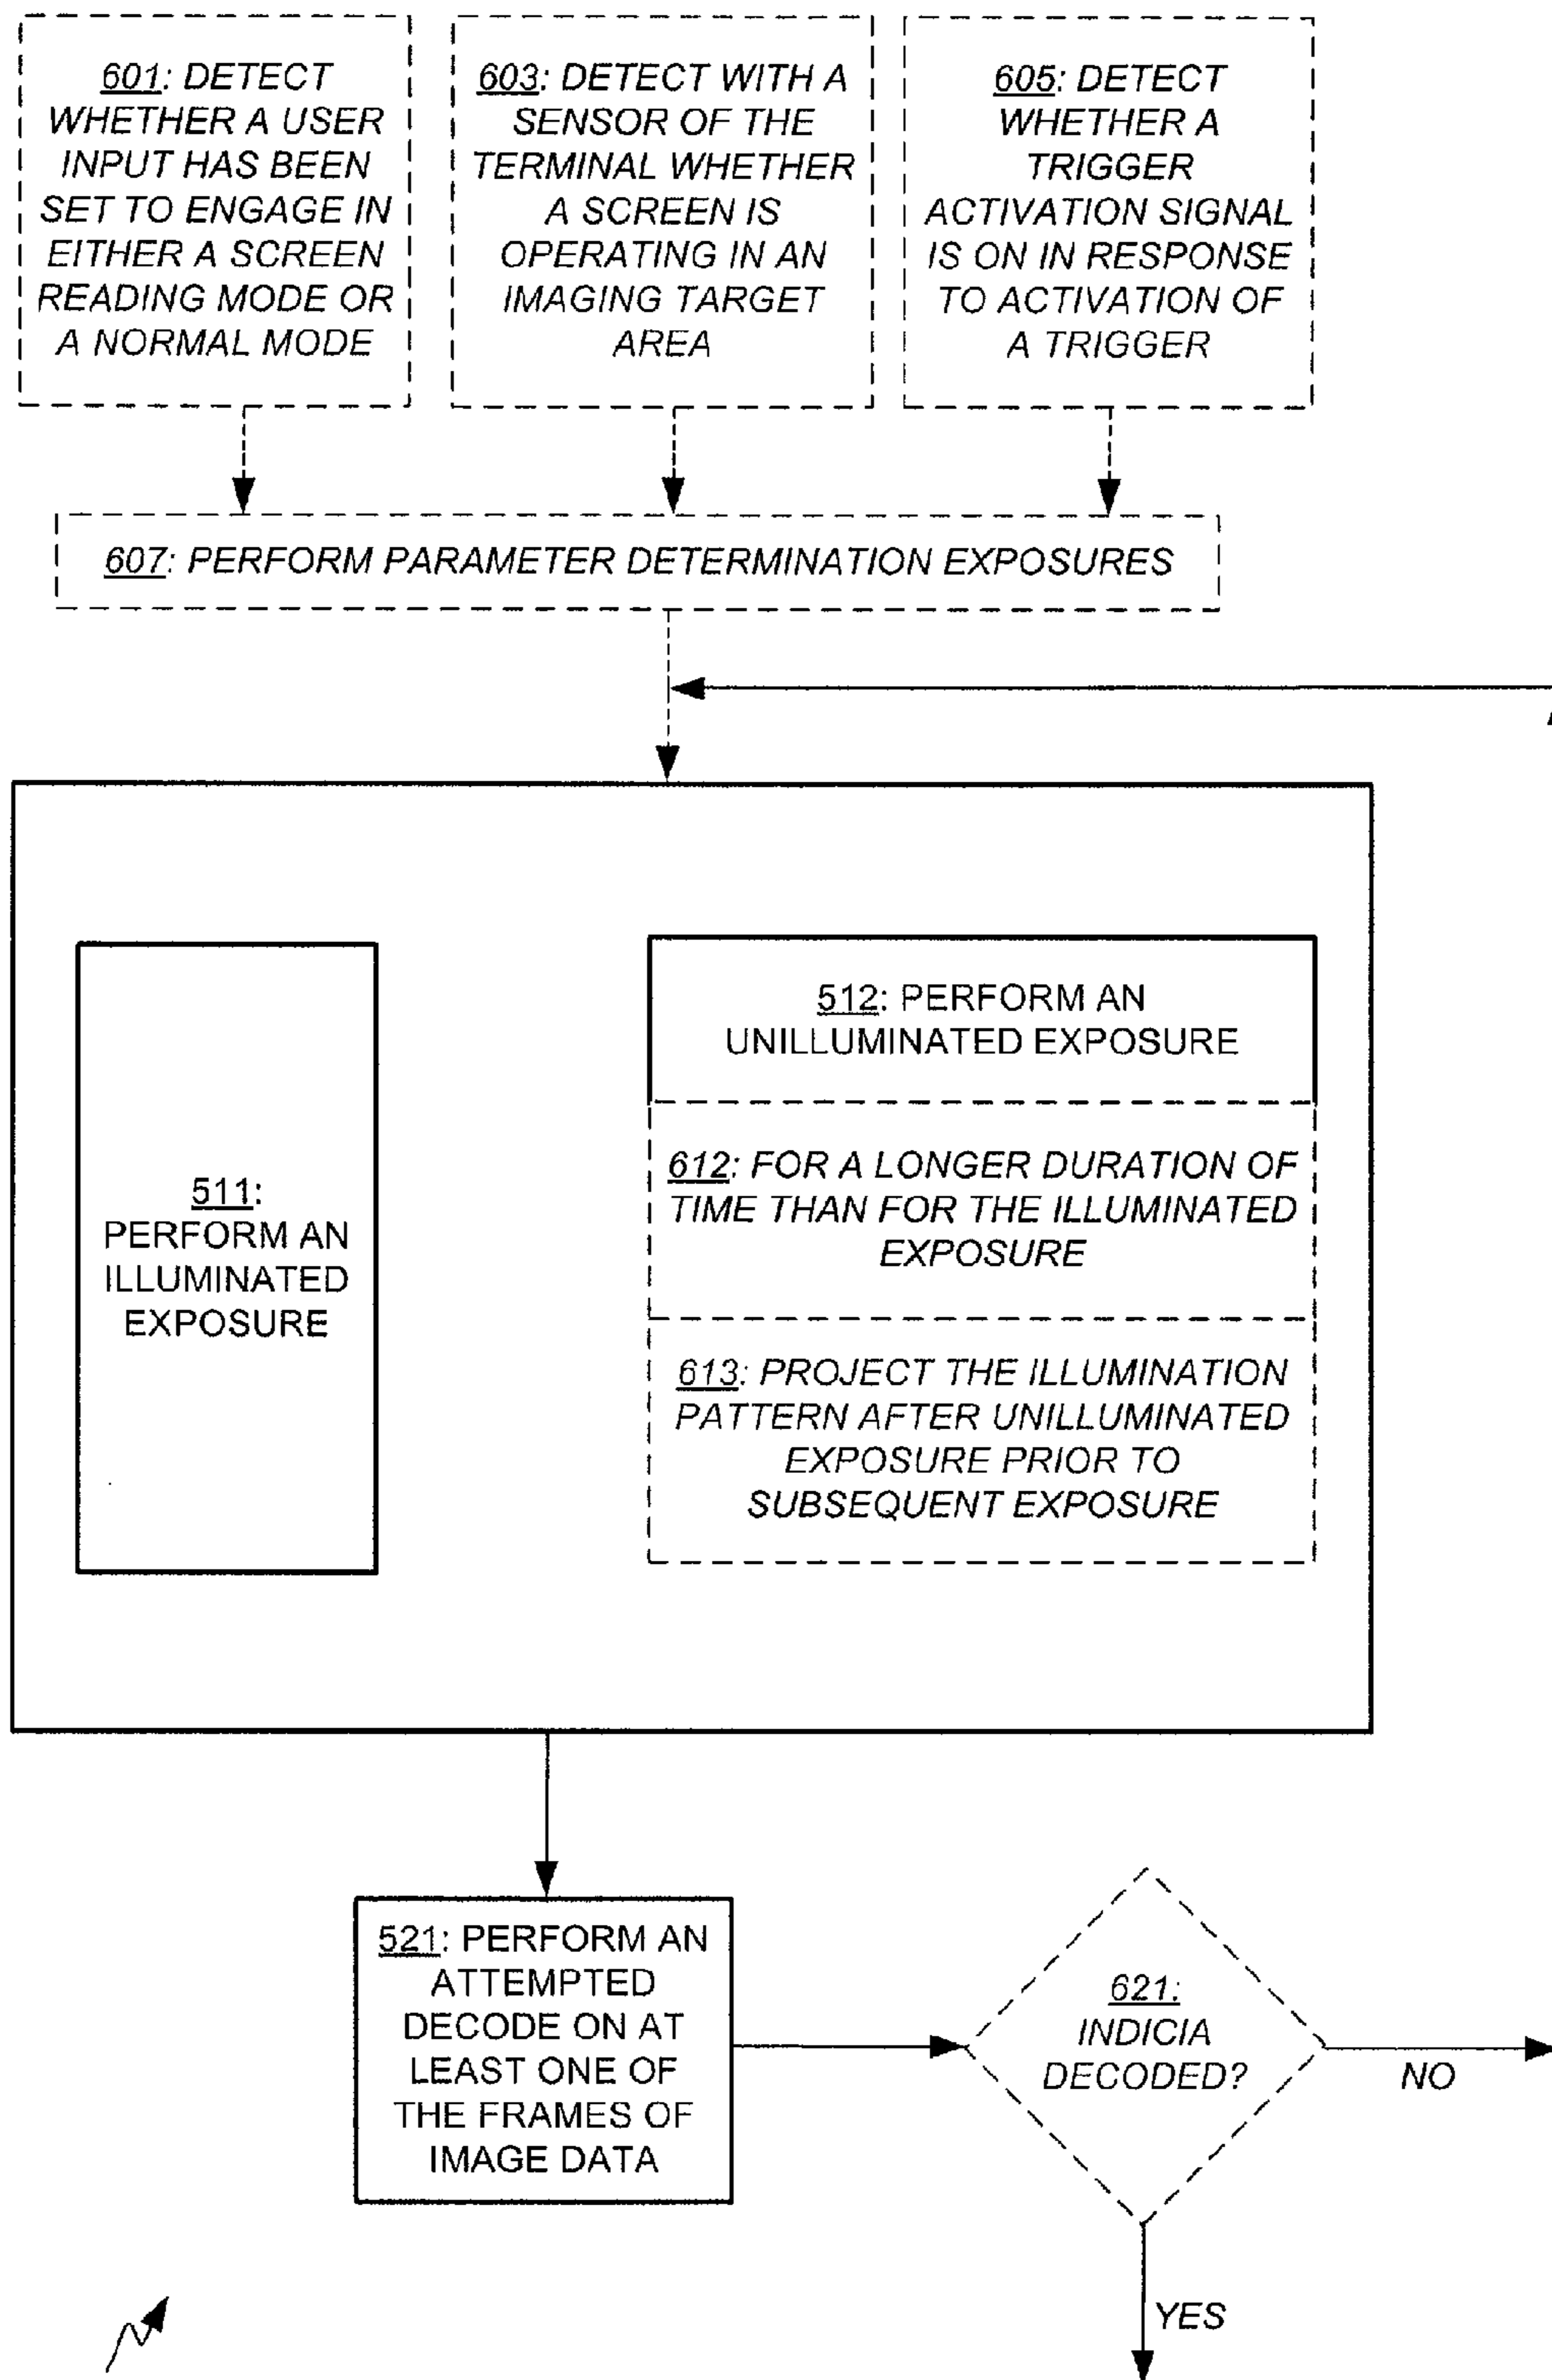 601: DETECT
WHETHER A USER
INPUT HAS BEEN
SET TO ENGAGE IN
EITHER A SCREEN
READING MODE OR
A NORMAL MODE
603: DETECT WITH A
SENSOR OF THE
TERMINAL WHETHER
A SCREEN IS
OPERATING IN AN
IMAGING TARGET
AREA
605: DETECT
WHETHER A
TRIGGER
ACTIVATION SIGNAL
IS ON IN RESPONSE
TO ACTIVATION OF
A TRIGGER
607: PERFORM PARAMETER DETERMINATION EXPOSURES
511:
PERFORM AN
ILLUMINATED
EXPOSURE
512: PERFORM AN
UNILLUMINATED EXPOSURE
612: FOR A LONGER DURATION OF
TIME THAN FOR THE ILLUMINATED
EXPOSURE
613: PROJECT THE ILLUMINATION
PATTERN AFTER UNILLUMINATED
EXPOSURE PRIOR TO
SUBSEQUENT EXPOSURE
521: PERFORM AN
ATTEMPTED
DECODE ON AT
LEAST ONE OF
THE FRAMES OF
IMAGE DATA
621:
INDICIA
DECODED?
NO
YES